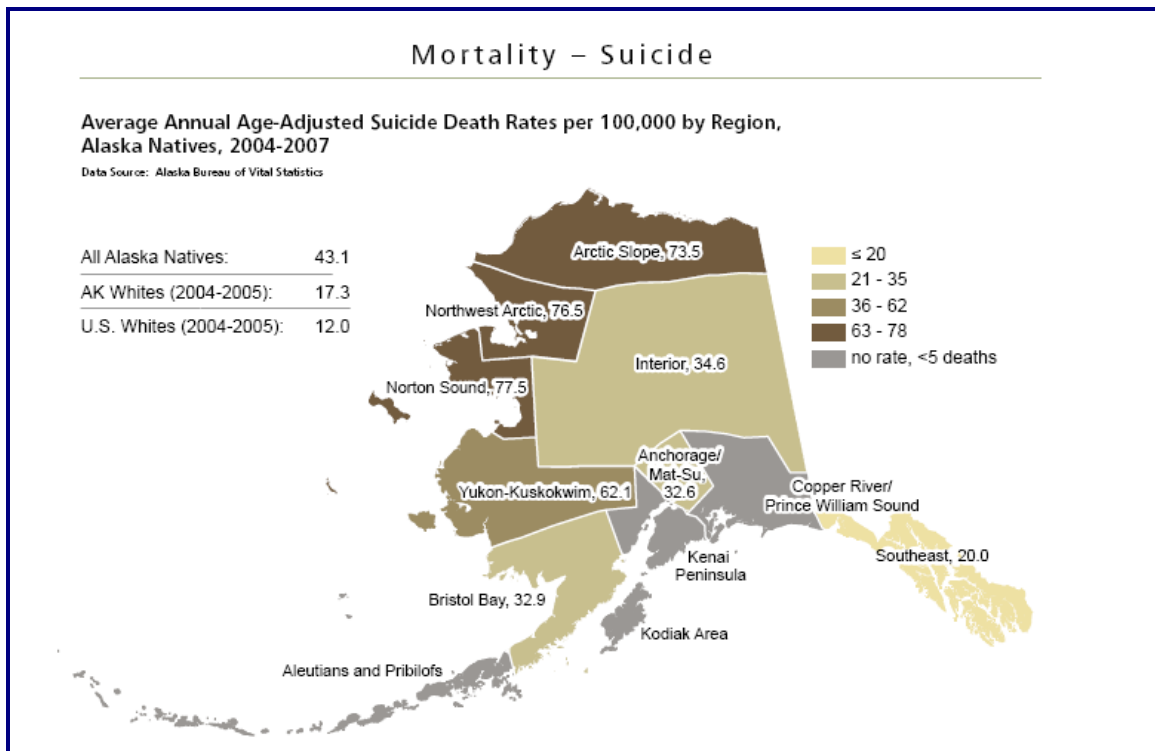 Mortality – Suicide
Average Annual Age-Adjusted Suicide Death Rates per 100,000 by Region,
Alaska Natives, 2004-2007
Data Source: Alaska Bureau of Vital Statistics
All Alaska Natives: 43.1
AK Whites (2004-2005): 17.3
U.S. Whites (2004-2005): 12.0
≤ 20
21 - 35
36 - 62
63 - 78
no rate, <5 deaths
Arctic Slope, 73.5
Northwest Arctic, 76.5
Interior, 34.6
Norton Sound, 77.5
Anchorage/
Mat-Su,
32.6
Yukon-Kuskokwim, 62.1
Copper River/
Prince William Sound
Southeast, 20.0
Kenai
Peninsula
Bristol Bay, 32.9
Kodiak Area
Aleutians and Pribilofs